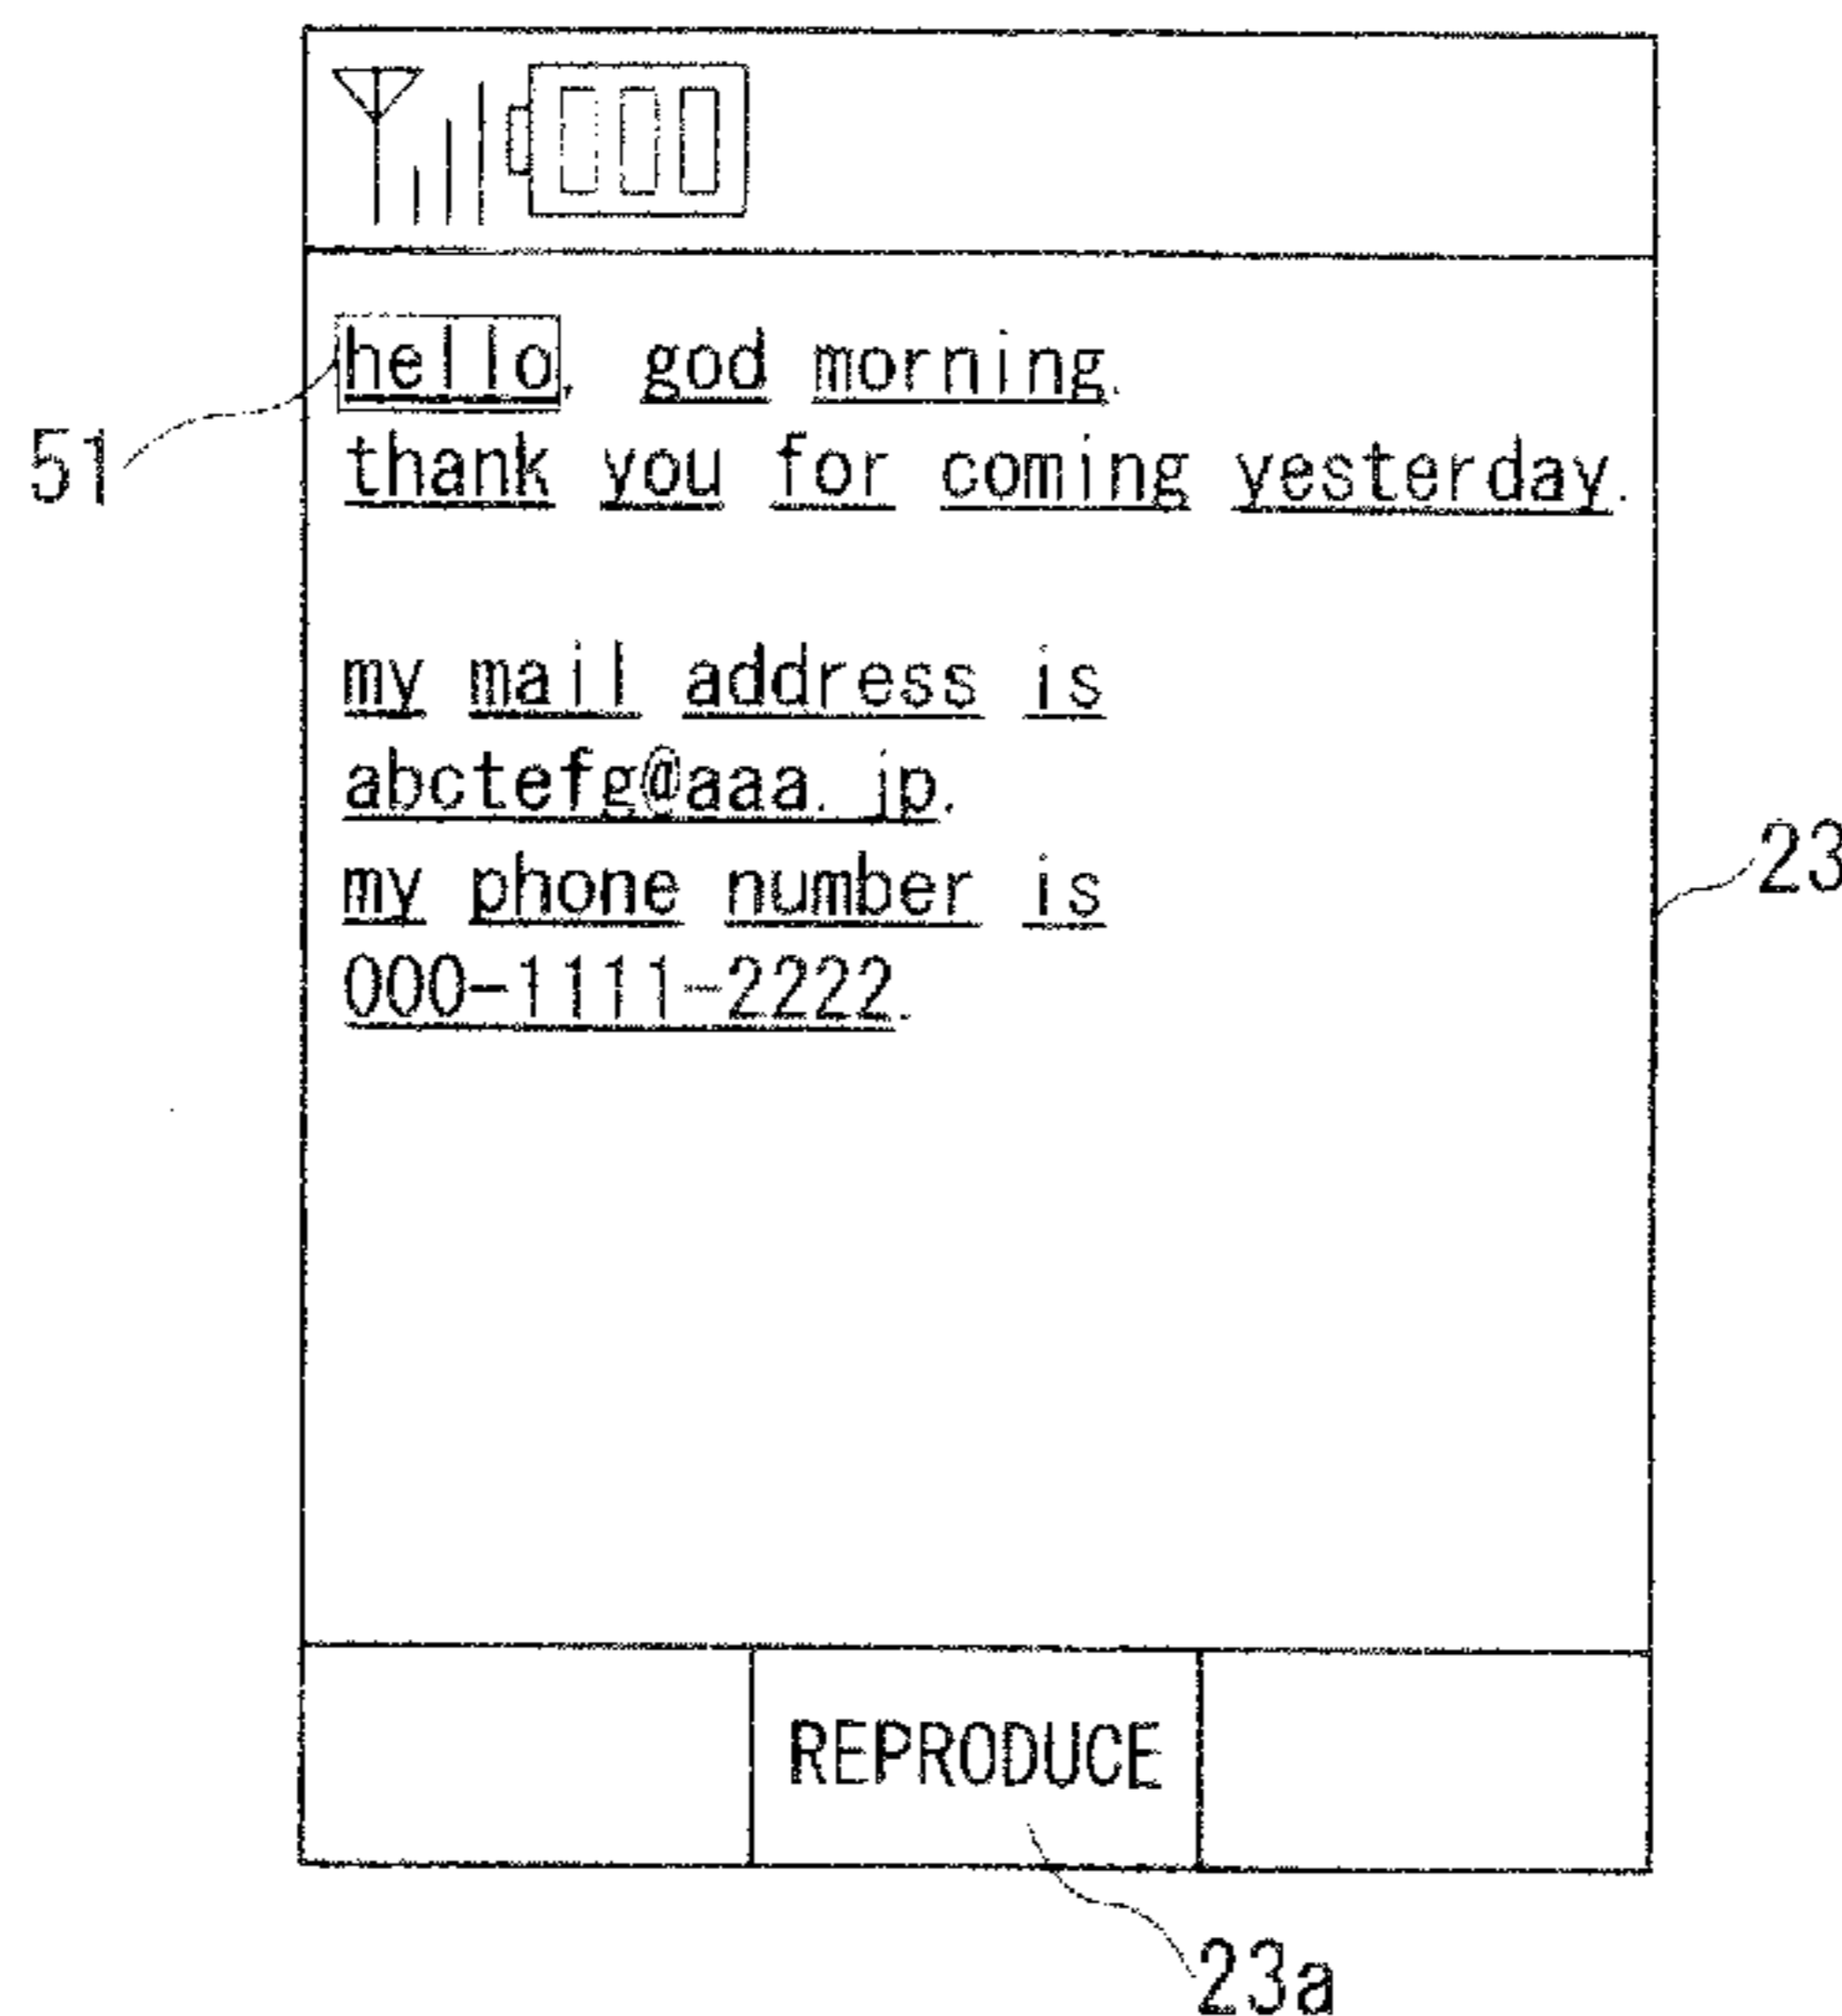 hello, god morning.
51
thank you for coming yesterday.
my mail address is
abctefg@aaa.jp.
23
my phone number is
000-1111-2222.
REPRODUCE
23a